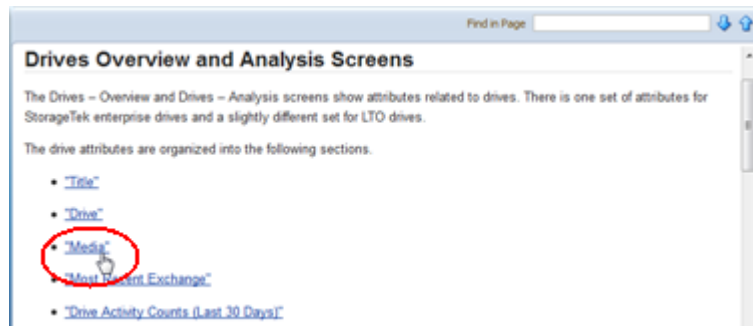 Find in Page
Drives Overview and Analysis Screens
The Drives – Overview and Drives – Analysis screens show attributes related to drives. There is one set of attributes for
StorageTek enterprise drives and a slightly different set for LTO drives.
The drive attributes are organized into the following sections.
• "Title"
• "Drive"
• "Media"
• "Most Recent Exchange"
• "Drive Activity Counts (Last 30 Days)"